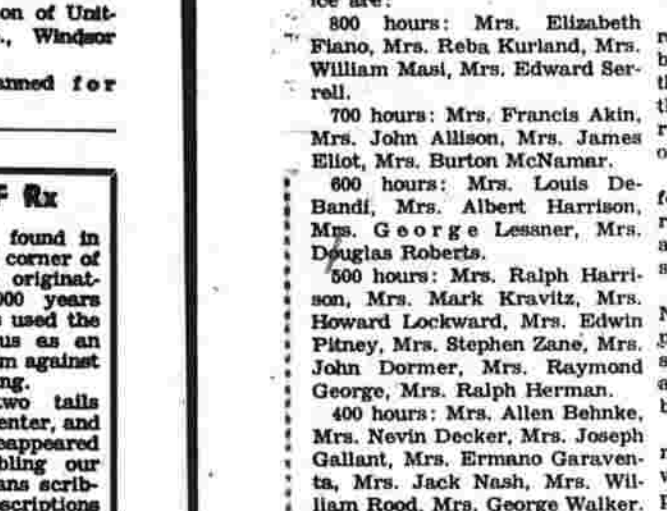 on of Unit-
Windsor
anned for
Rx
found in
corner of
originat-
000 years
used the
us as an
m against
ng.
two tails
enter, and
eappeared
bling our
ans scrib-
scriptions
ice are:
800 hours: Mrs. Elizabeth
Fiano, Mrs. Reba Kurland, Mrs.
William Masi, Mrs. Edward Ser-
rell.
700 hours: Mrs. Francis Akin,
Mrs. John Allison, Mrs. James
Eliot, Mrs. Burton McNamar.
600 hours: Mrs. Louis De-
Bandi, Mrs. Albert Harrison,
Mrs. George Lessner, Mrs.
Douglas Roberts.
500 hours: Mrs. Ralph Harri-
son, Mrs. Mark Kravitz, Mrs.
Howard Lockward, Mrs. Edwin
Pitney, Mrs. Stephen Zane, Mrs.
John Dormer, Mrs. Raymond
George, Mrs. Ralph Herman.
400 hours: Mrs. Allen Behnke,
Mrs. Nevin Decker, Mrs. Joseph
Gallant, Mrs. Ermano Garaven-
ta, Mrs. Jack Nash, Mrs. Wil-
liam Rood, Mrs. George Walker.